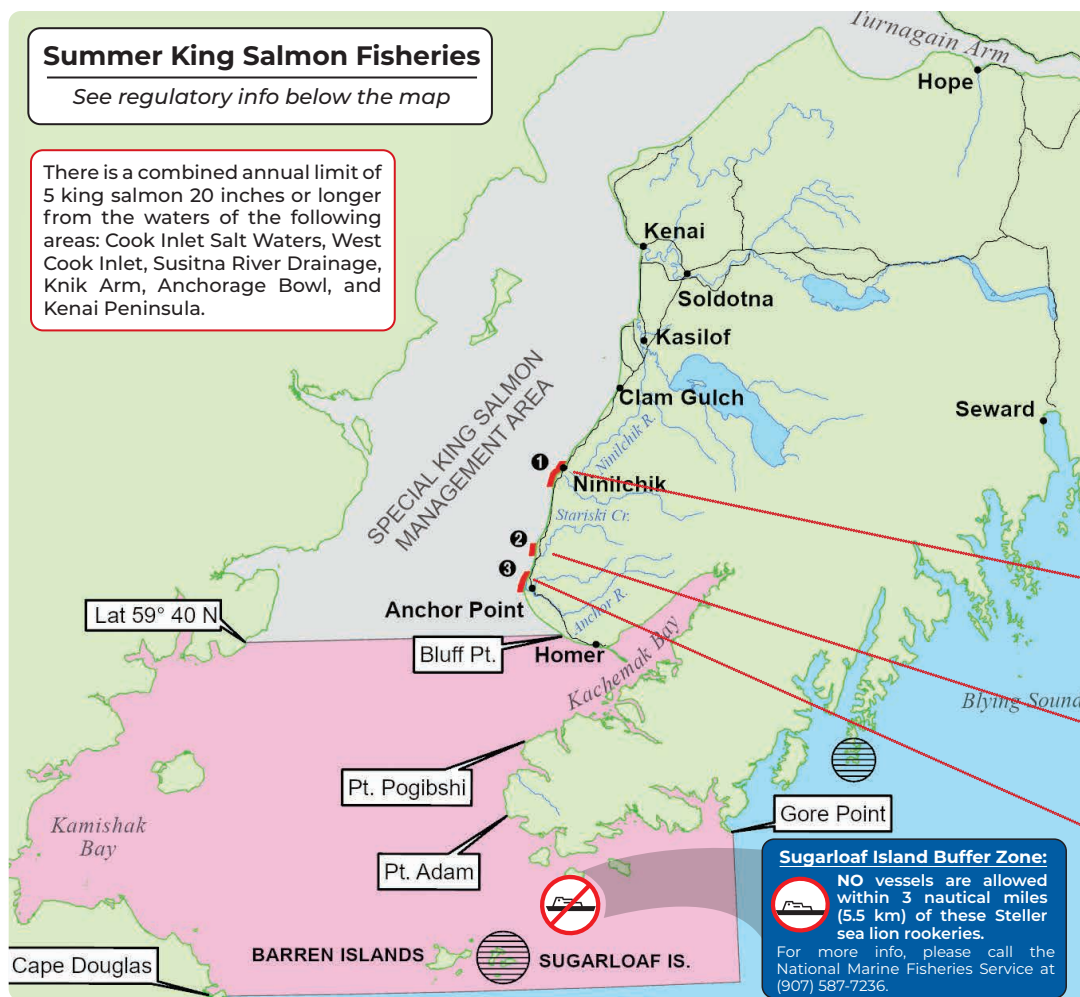 Summer King Salmon Fisheries
See regulatory info below the map
There is a combined annual limit of
5 king salmon 20 inches or longer
from the waters of the following
areas: Cook Inlet Salt Waters, West
Cook Inlet, Susitna River Drainage,
Knik Arm, Anchorage Bowl, and
Kenai Peninsula.
Turnagain Arm
Hope
Kenai
Soldotna
Kasilof
Clam Gulch
Seward
SPECIAL KING SALMON
MANAGEMENT AREA
Ninilchik R.
❶
Ninilchik
Stariski Cr.
❷
❸
Anchor Point
Anchor R.
Lat 59° 40 N
Bluff Pt.
Homer
Kachemak Bay
Blying Sound
Pt. Pogibshi
Gore Point
Kamishak
Bay
Pt. Adam
BARREN ISLANDS
SUGARLOAF IS.
Cape Douglas
Sugarloaf Island Buffer Zone:
NO vessels are allowed
within 3 nautical miles
(5.5 km) of these Steller
sea lion rookeries.
For more info, please call the
National Marine Fisheries Service at
(907) 587-7236.